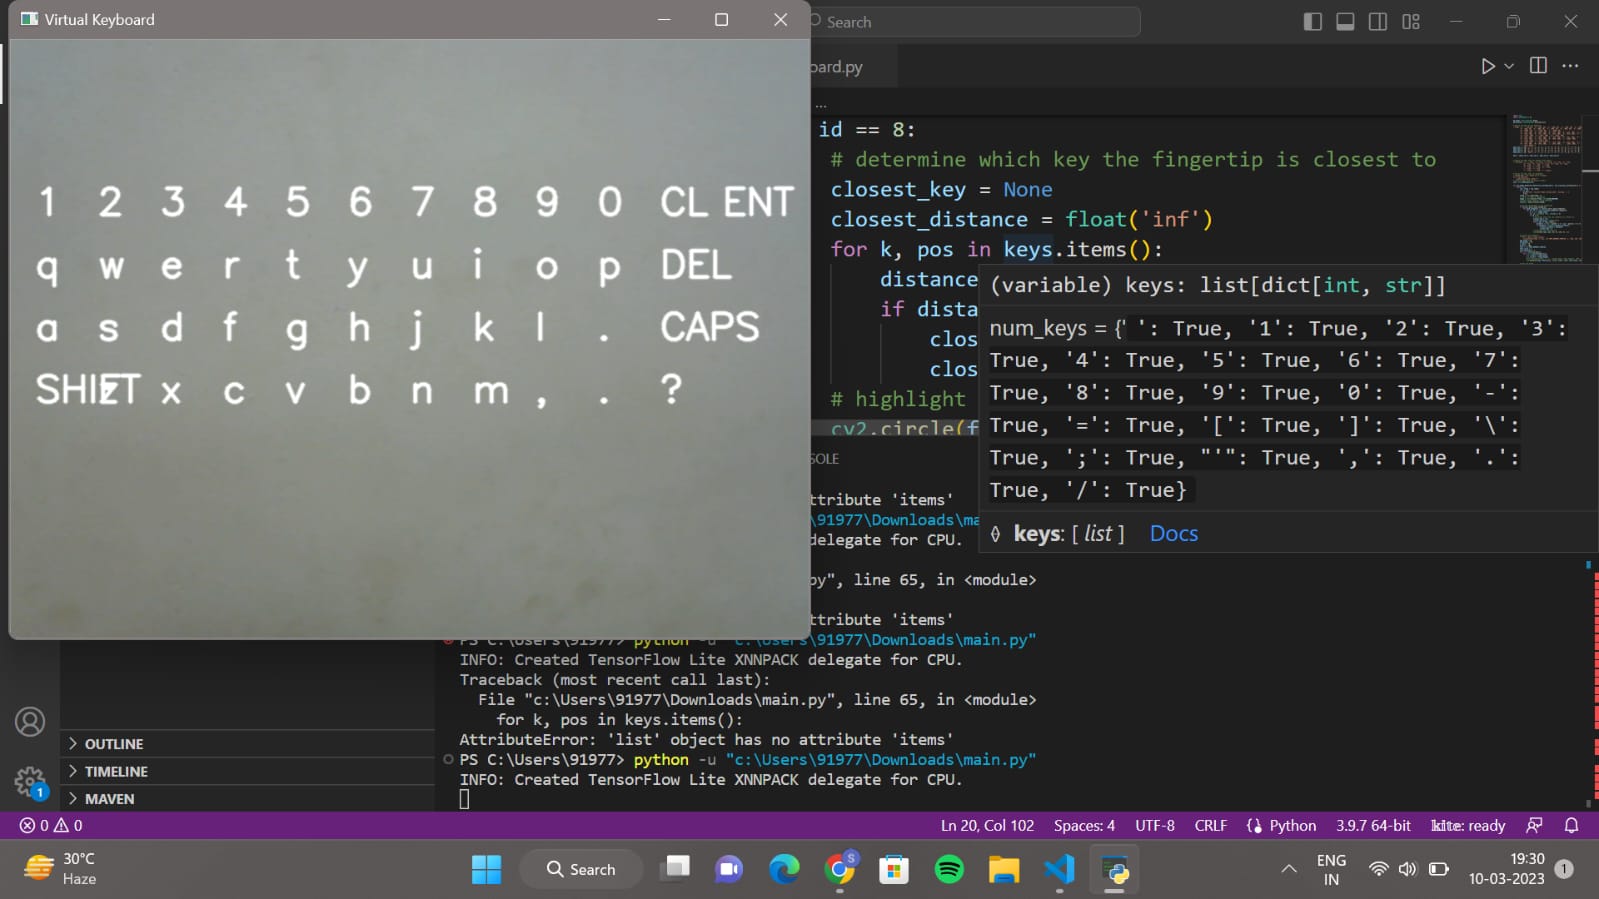 Virtual Keyboard
Search
oard.py
1 2 3 4 5 6 7 8 9 0 CL ENT
q w e r t y u i o p DEL
a s d f g h j k l . CAPS
SHIFT x c v b n m , . ?
...
id == 8:
# determine which key the fingertip is closest to
closest_key = None
closest_distance = float('inf')
for k, pos in keys.items():
distance
if dista
clos
clos
# highlight
cv2.circle(f
(variable) keys: list[dict[int, str]]
num_keys = {' ': True, '1': True, '2': True, '3':
True, '4': True, '5': True, '6': True, '7':
True, '8': True, '9': True, '0': True, '-':
True, '=': True, '[': True, ']': True, '\':
True, ';': True, "'": True, ',': True, '.':
True, '/': True}
keys: [ list ] Docs
SOLE
ttribute 'items'
\91977\Downloads\ma
delegate for CPU.
py", line 65, in <module>
ttribute 'items'
PS C:\Users\91977> python -u "c:\Users\91977\Downloads\main.py"
INFO: Created TensorFlow Lite XNNPACK delegate for CPU.
Traceback (most recent call last):
File "c:\Users\91977\Downloads\main.py", line 65, in <module>
for k, pos in keys.items():
AttributeError: 'list' object has no attribute 'items'
PS C:\Users\91977> python -u "c:\Users\91977\Downloads\main.py"
INFO: Created TensorFlow Lite XNNPACK delegate for CPU.
OUTLINE
TIMELINE
MAVEN
1
0 0
Ln 20, Col 102 Spaces: 4 UTF-8 CRLF Python 3.9.7 64-bit kite: ready
30°C
Haze
Search
S
ENG
IN
19:30
10-03-2023
1